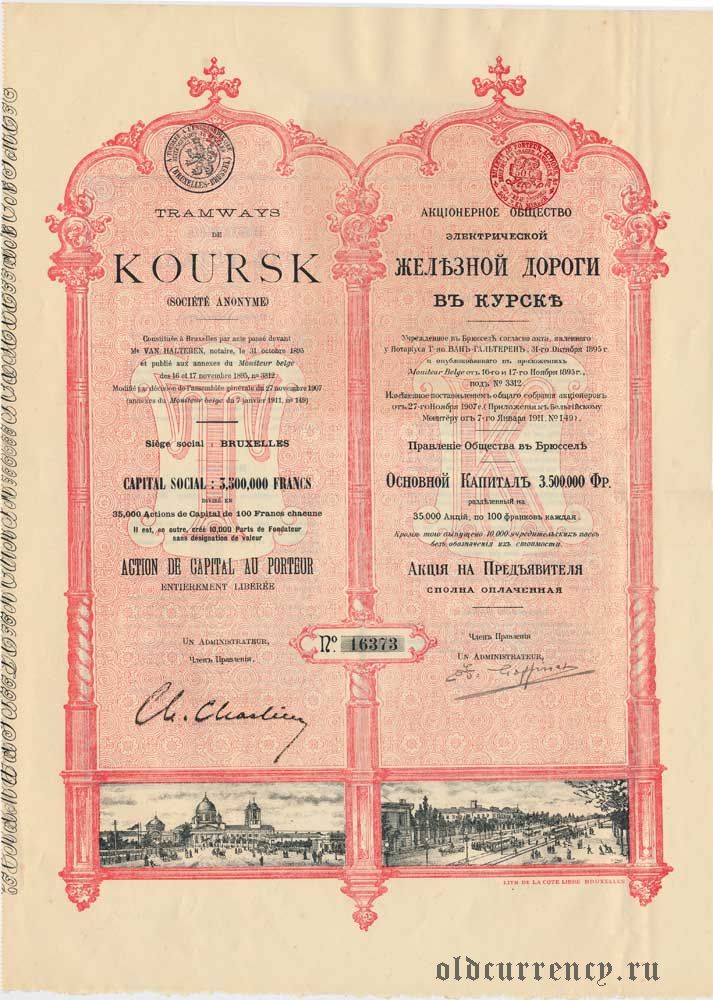 TRAMWAYS
DE
KOURSK
(SOCIÉTÉ ANONYME)
Constituée à Bruxelles par acte passé devant
Me VAN HALTEREN, notaire, le 31 octobre 1895
et publié aux annexes du Moniteur belge
des 16 et 17 novembre 1895, no 3312
Modifié par décision de l'assemblée générale du 27 novembre 1907
(annexes du Moniteur belge du 7 janvier 1911, no 149)
Siège social : BRUXELLES
CAPITAL SOCIAL : 3,500,000 FRANCS
DIVISÉ EN
35,000 Actions de Capital de 100 Francs chacune
Il est, en outre, créé 10,000 Parts de Fondateur
sans désignation de valeur
ACTION DE CAPITAL AU PORTEUR
ENTIEREMENT LIBÉRÉE
UN ADMINISTRATEUR,
Членъ Правленія.
АКЦІОНЕРНОЕ ОБЩЕСТВО
ЭЛЕКТРИЧЕСКОЙ
ЖЕЛѢЗНОЙ ДОРОГИ
ВЪ КУРСКѢ
Учрежденное въ Брюсселѣ согласно акта, явленного
у Нотаріуса Г-на ВАНЪ-ГАЛЬТЕРЕНЪ, 31-го Октября 1895 г.
и опубликованнаго въ приложеніяхъ
Moniteur Belge отъ 16-го и 17-го Ноября 1895 г.,
подъ № 3312
Измѣненное постановленіемъ общаго собранія акціонеровъ
отъ 27-го Ноября 1907 г. (Приложенія къ Бельгійскому
Монитёру отъ 7-го Января 1911. № 149).
Правленіе Общества въ Брюсселѣ
ОСНОВНОЙ КАПИТАЛЪ 3.500.000 ФР.
раздѣленный на
35.000 Акцій, по 100 франковъ каждая.
Кромѣ того выпущено 10.000 учредительскихъ паевъ
безъ обозначенія ихъ стоимости.
АКЦІЯ НА ПРЕДЪЯВИТЕЛЯ
СПОЛНА ОПЛАЧЕННАЯ
Членъ Правленія
UN ADMINISTRATEUR,
No. 16373
LITH. DE LA COTE LIBRE BRUXELLES
oldcurrency.ru